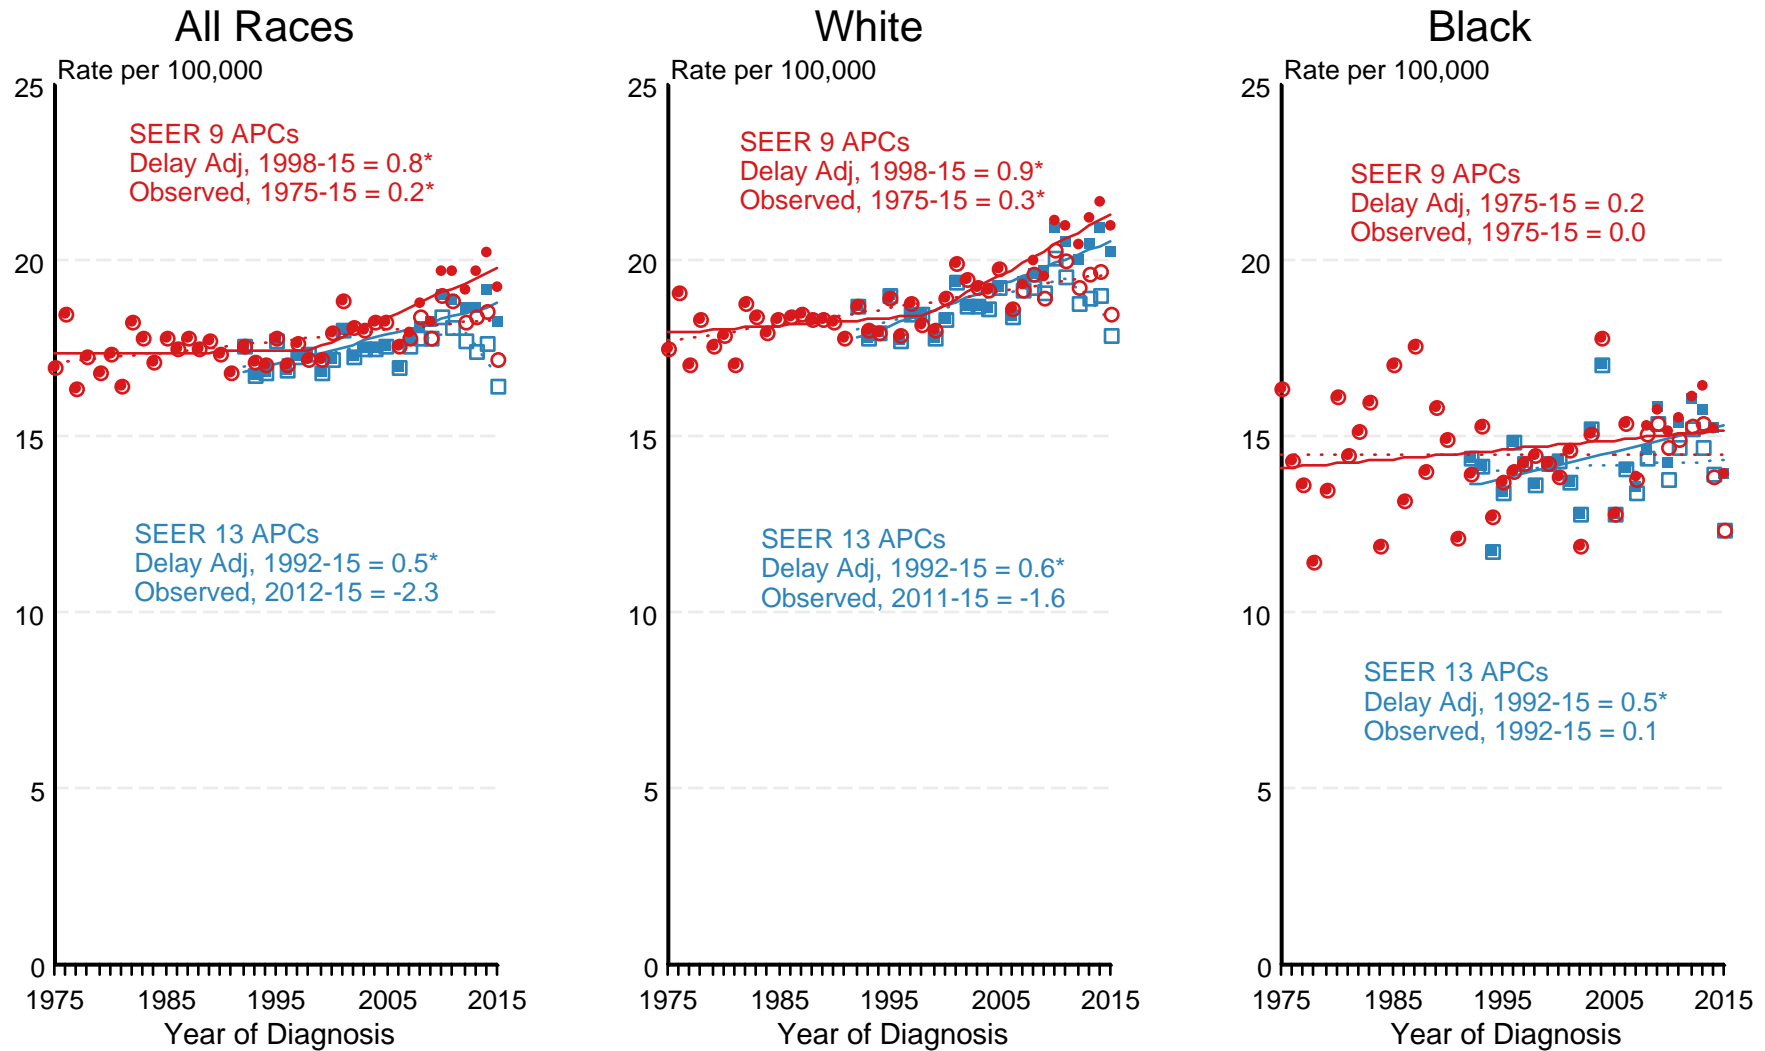 All Races
Rate per 100,000
25
20
15
10
5
0
SEER 9 APCs
Delay Adj, 1998-15 = 0.8*
Observed, 1975-15 = 0.2*
SEER 13 APCs
Delay Adj, 1992-15 = 0.5*
Observed, 2012-15 = -2.3
1975 1985 1995 2005 2015
Year of Diagnosis
White
Rate per 100,000
25
20
15
10
5
0
SEER 9 APCs
Delay Adj, 1998-15 = 0.9*
Observed, 1975-15 = 0.3*
SEER 13 APCs
Delay Adj, 1992-15 = 0.6*
Observed, 2011-15 = -1.6
1975 1985 1995 2005 2015
Year of Diagnosis
Black
Rate per 100,000
25
20
15
10
5
0
SEER 9 APCs
Delay Adj, 1975-15 = 0.2
Observed, 1975-15 = 0.0
SEER 13 APCs
Delay Adj, 1992-15 = 0.5*
Observed, 1992-15 = 0.1
1975 1985 1995 2005 2015
Year of Diagnosis